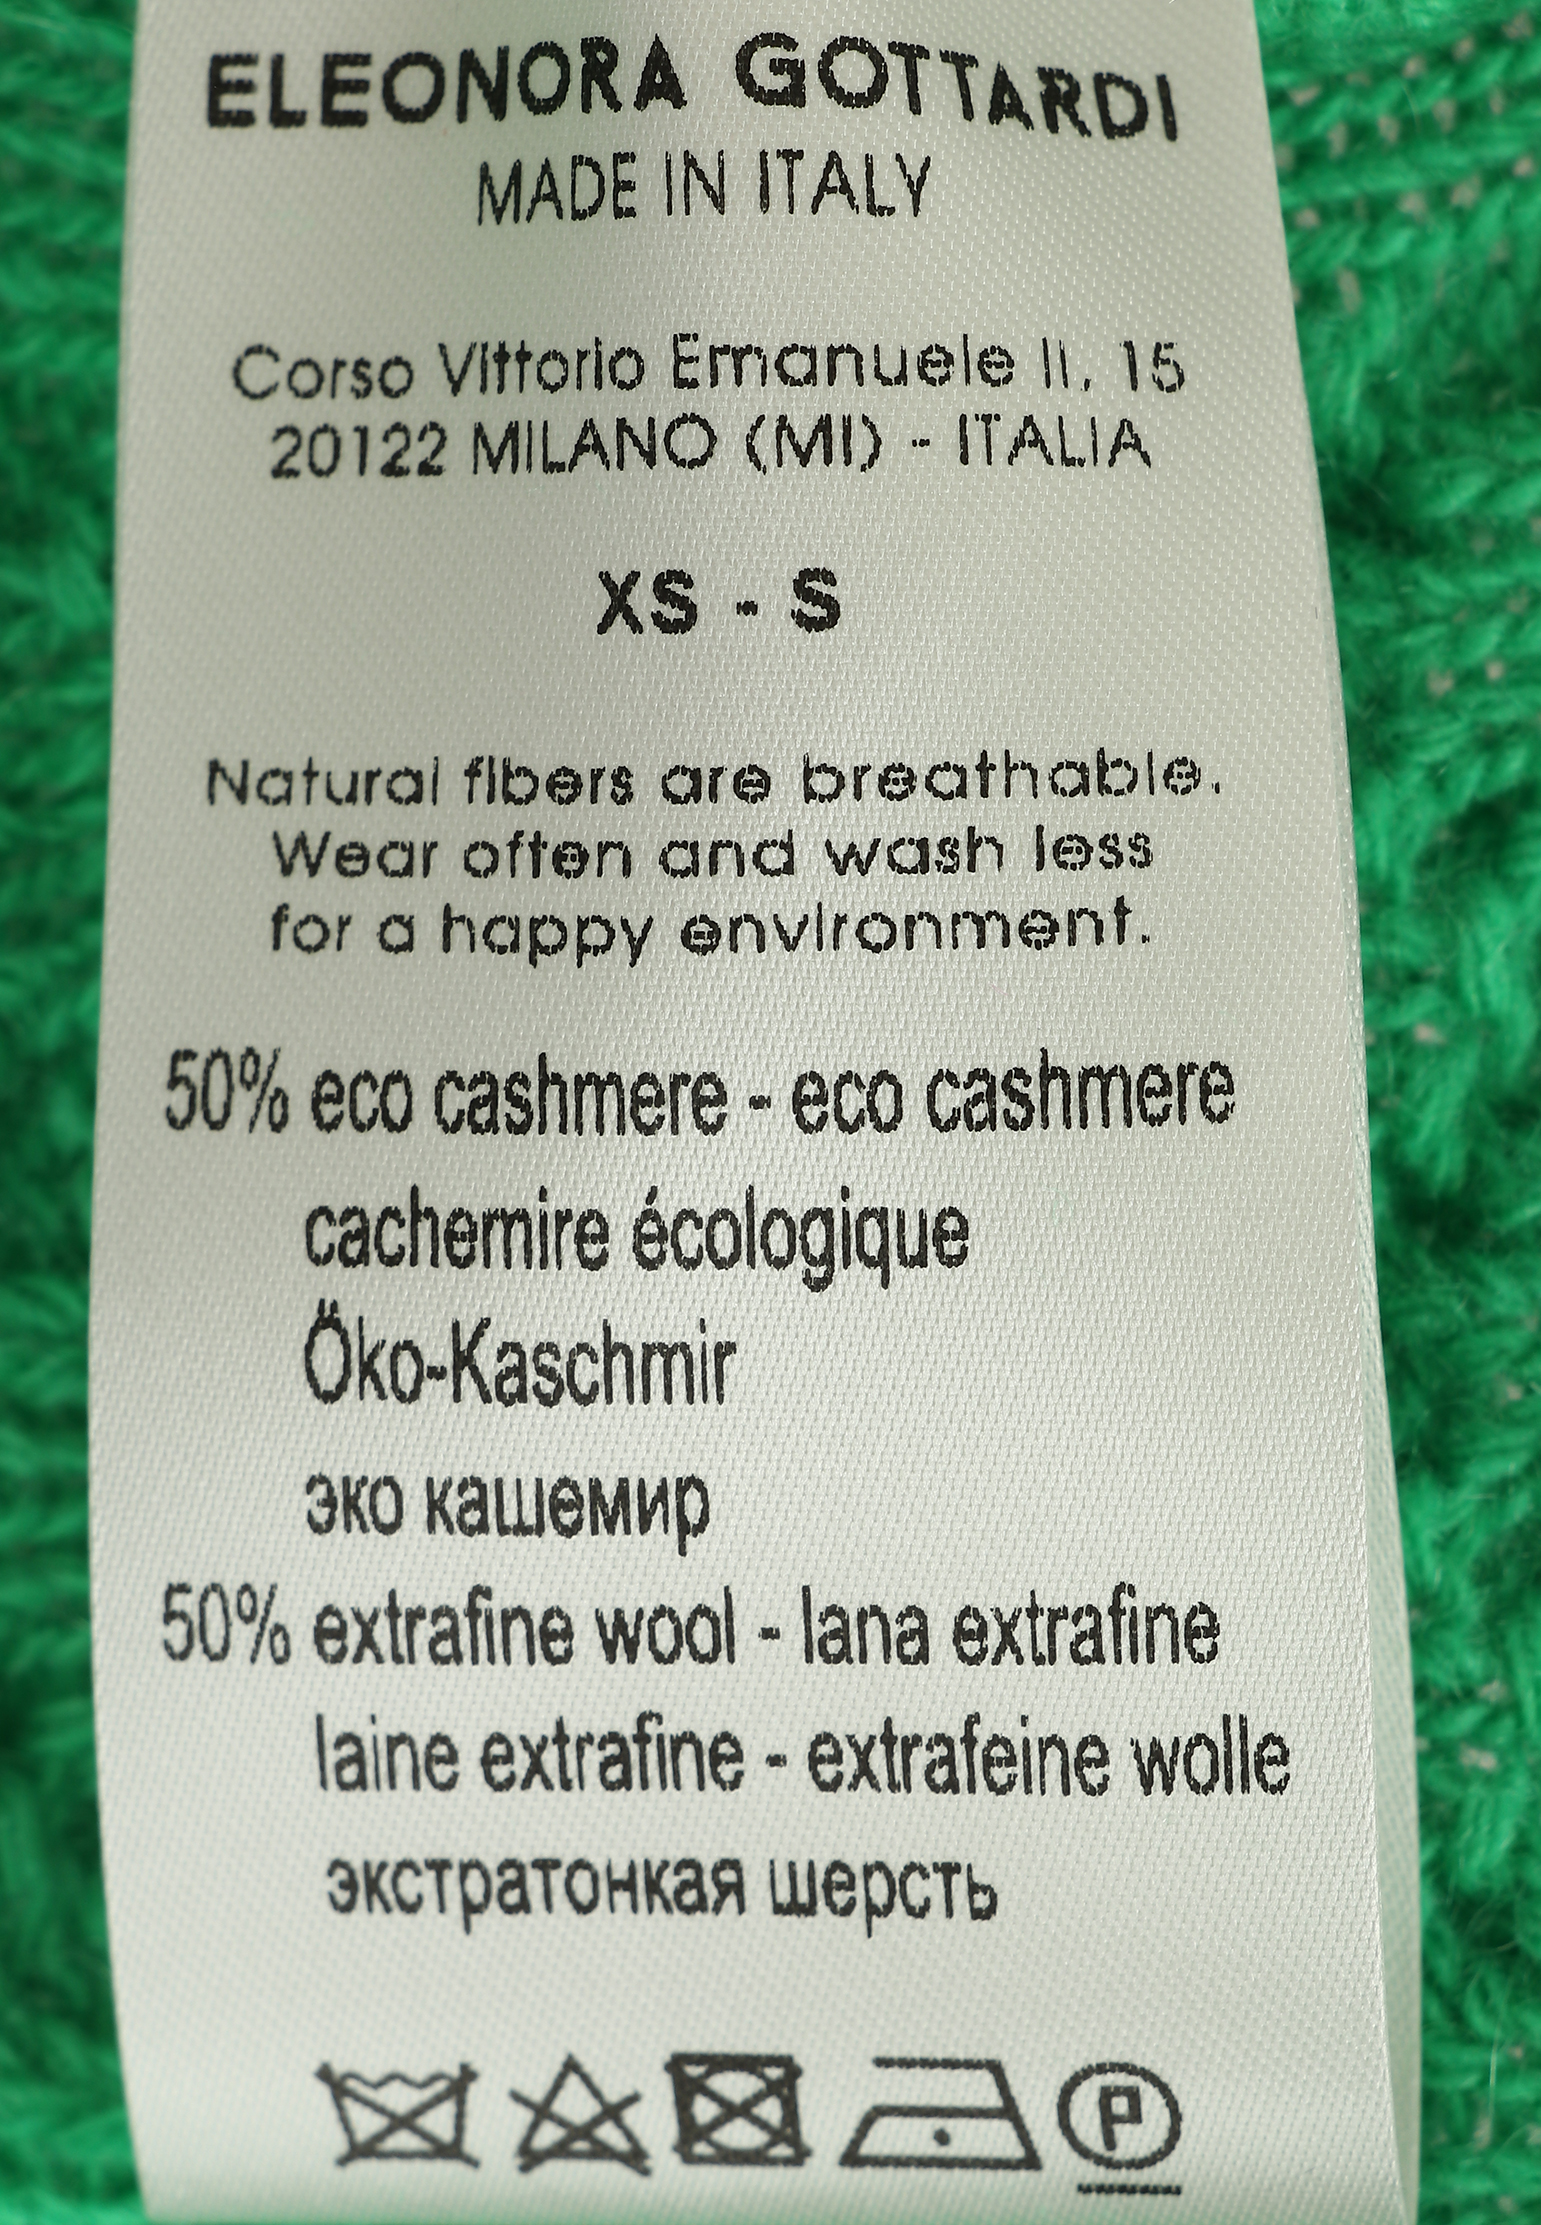 ELEONORA GOTTARDI
MADE IN ITALY
Corso Vittorio Emanuele II, 15
20122 MILANO (MI) - ITALIA
XS - S
Natural fibers are breathable.
Wear often and wash less
for a happy environment.
50% eco cashmere - eco cashmere
cachemire écologique
Öko-Kaschmir
эко кашемир
50% extrafine wool - lana extrafine
laine extrafine - extrafeine wolle
экстратонкая шерсть
P